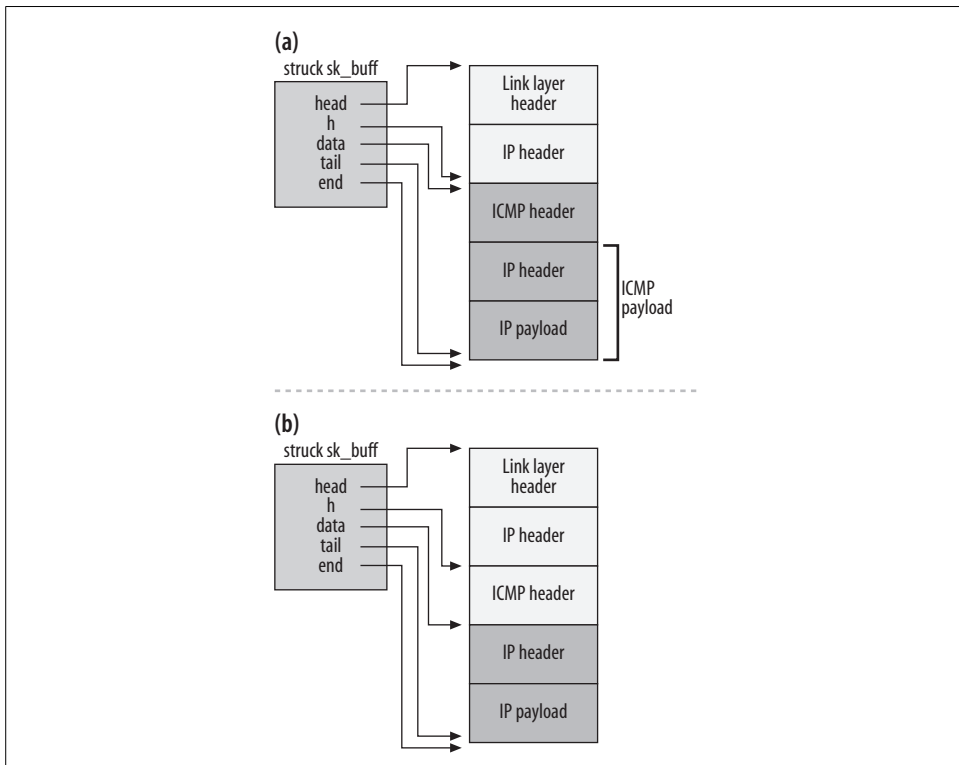 (a)
struck sk_buff
head
h
data
tail
end
Link layer
header
IP header
ICMP header
IP header
IP payload
ICMP
payload
(b)
struck sk_buff
head
h
data
tail
end
Link layer
header
IP header
ICMP header
IP header
IP payload